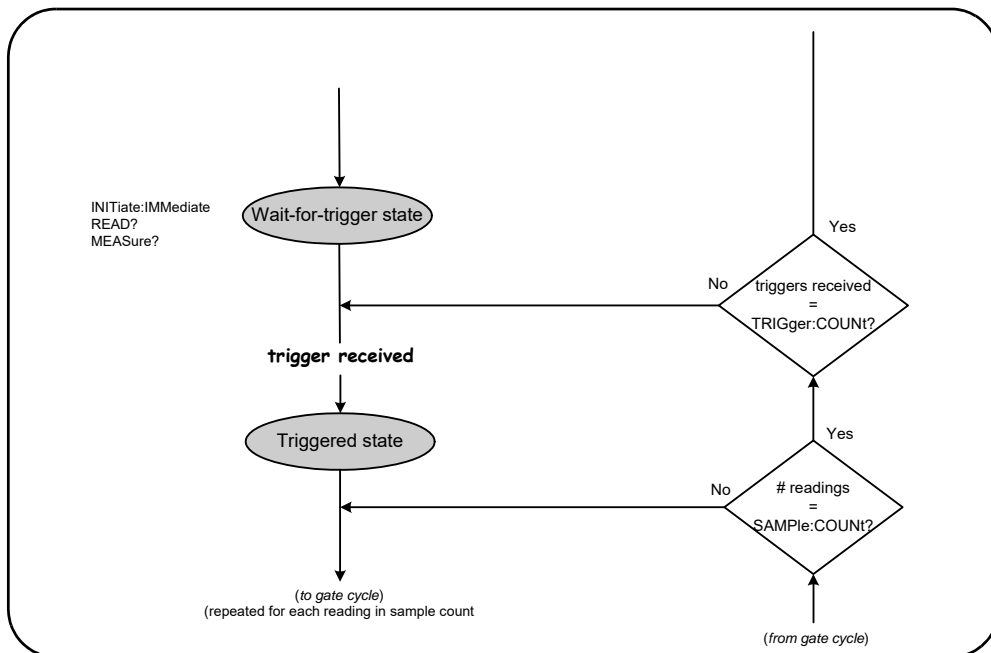 INITiate:IMMediate
READ?
MEASure?
Wait-for-trigger state
trigger received
Triggered state
(to gate cycle)
(repeated for each reading in sample count
Yes
No
triggers received
=
TRIGger:COUNt?
Yes
No
# readings
=
SAMPle:COUNt?
(from gate cycle)